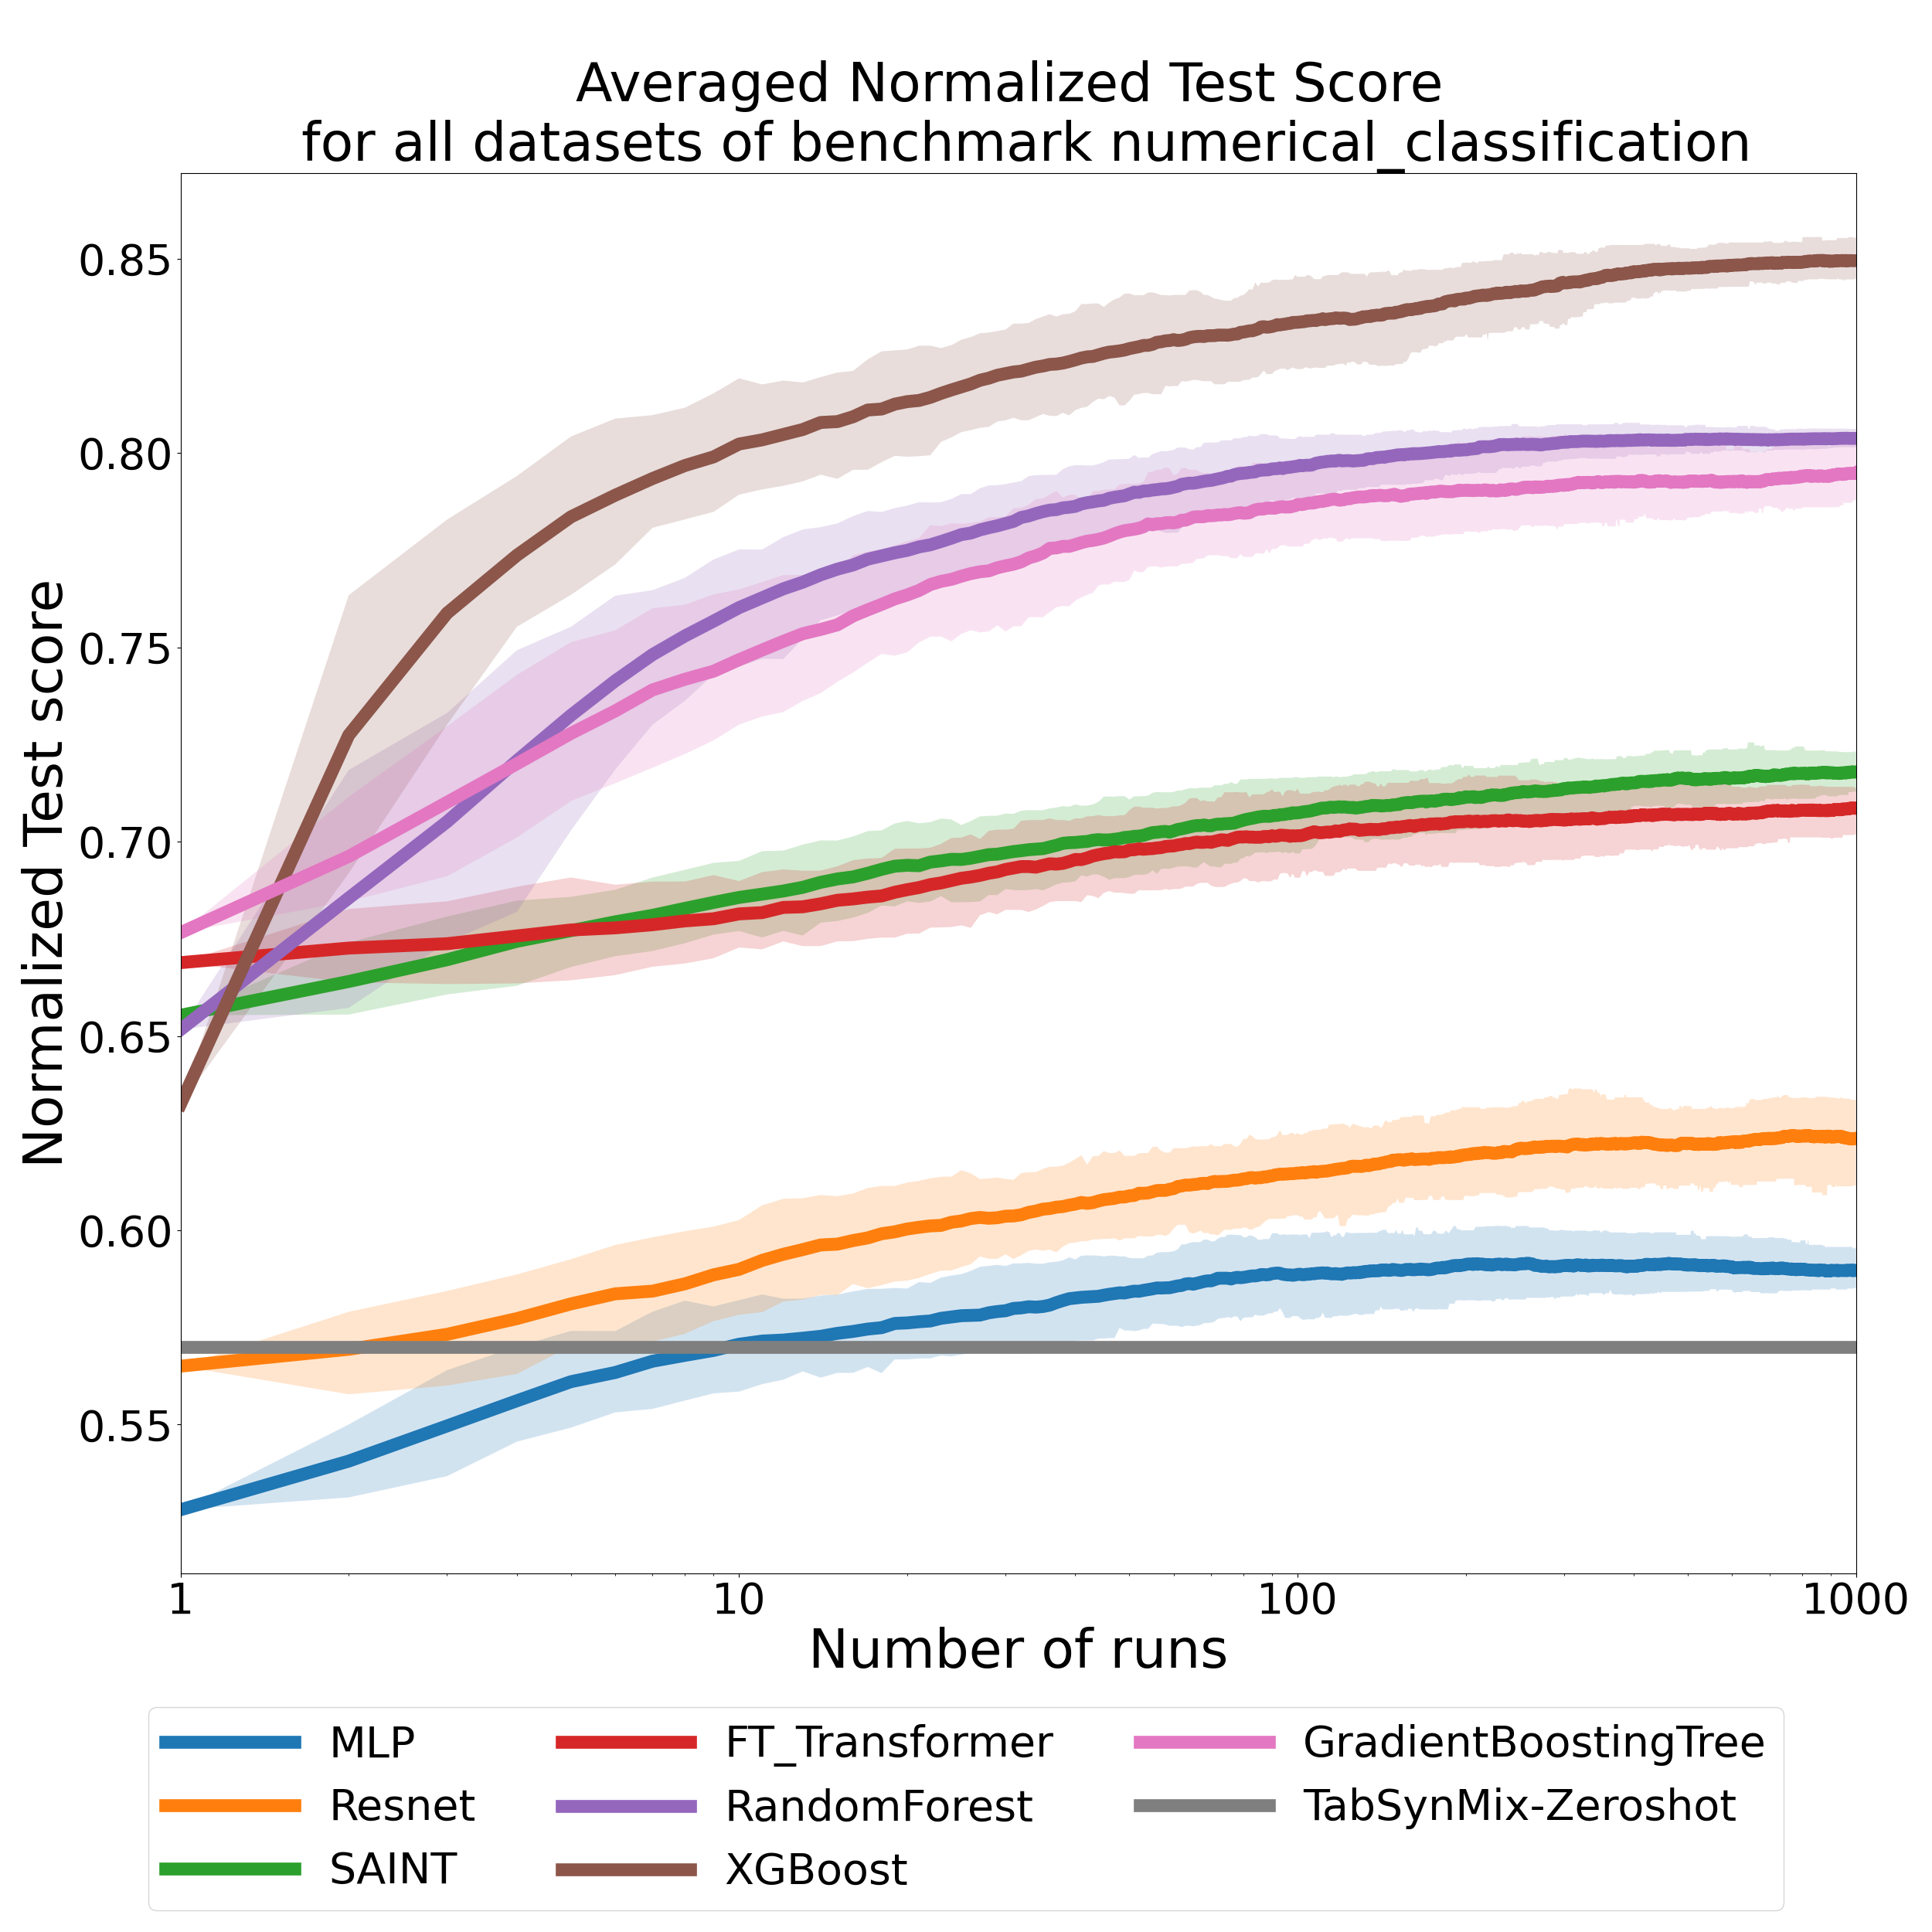 Averaged Normalized Test Score
for all datasets of benchmark numerical_classification
Normalized Test score
0.85
0.80
0.75
0.70
0.65
0.60
0.55
1 10 100 1000
Number of runs
MLP
Resnet
SAINT
FT_Transformer
RandomForest
XGBoost
GradientBoostingTree
TabSynMix-Zeroshot